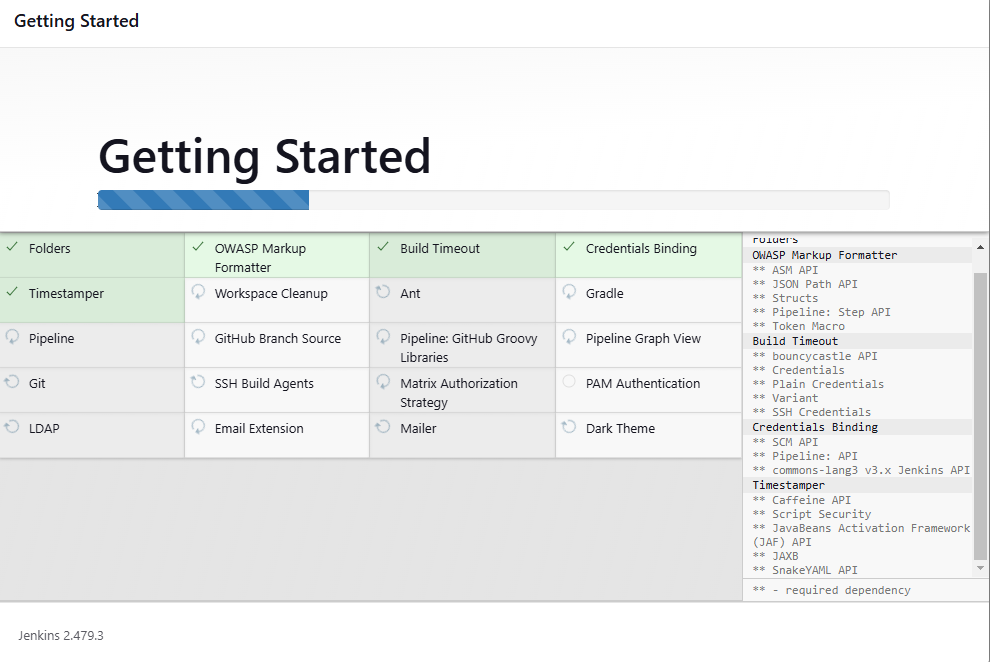 Getting Started
Getting Started
Folders
OWASP Markup
Formatter
Build Timeout
Credentials Binding
Timestamper
Workspace Cleanup
Ant
Gradle
Pipeline
GitHub Branch Source
Pipeline: GitHub Groovy
Libraries
Pipeline Graph View
Git
SSH Build Agents
Matrix Authorization
Strategy
PAM Authentication
LDAP
Email Extension
Mailer
Dark Theme
Folders
OWASP Markup Formatter
** ASM API
** JSON Path API
** Structs
** Pipeline: Step API
** Token Macro
Build Timeout
** bouncycastle API
** Credentials
** Plain Credentials
** Variant
** SSH Credentials
Credentials Binding
** SCM API
** Pipeline: API
** commons-lang3 v3.x Jenkins API
Timestamper
** Caffeine API
** Script Security
** JavaBeans Activation Framework
(JAF) API
** JAXB
** SnakeYAML API
** - required dependency
Jenkins 2.479.3